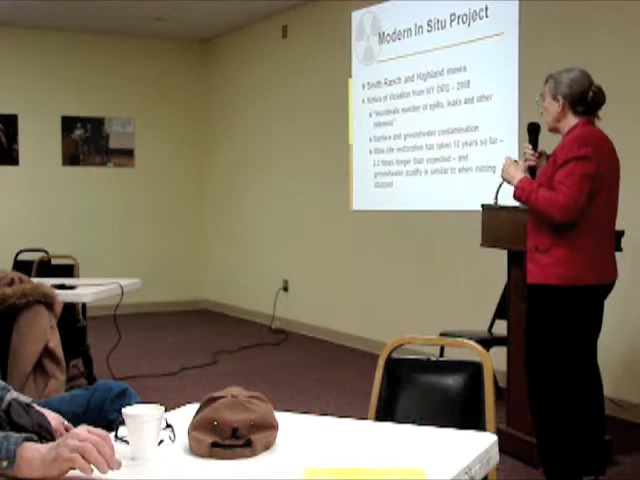 Modern In Situ Project
Smith Ranch and Highland mines
Notice of Violation from WY DEQ – 2008
"inordinate number of spills, leaks and other
releases"
Surface and groundwater contamination
Mine site restoration has taken 10 years so far –
2-3 times longer than expected – and
groundwater quality is similar to when mining
stopped